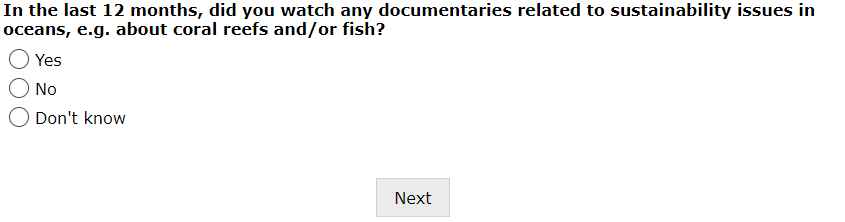 In the last 12 months, did you watch any documentaries related to sustainability issues in
oceans, e.g. about coral reefs and/or fish?
Yes
No
Don't know
Next